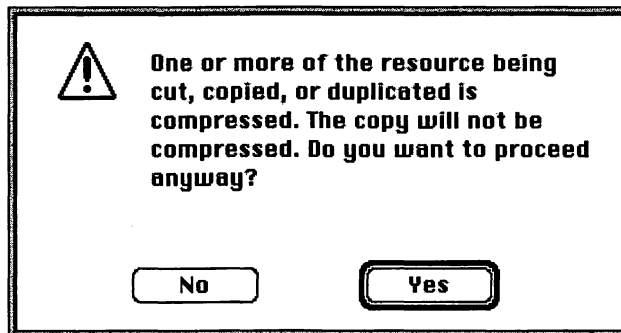 One or more of the resource being
cut, copied, or duplicated is
compressed. The copy will not be
compressed. Do you want to proceed
anyway?
No
Yes